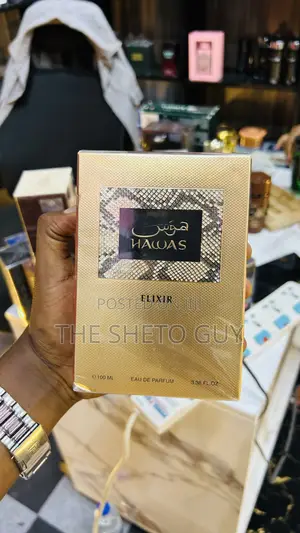 هوس
HAWAS
ELIXIR
POSTED ON
THE SHETO GUY
℮ 100 ML EAU DE PARFUM 3.38 FL.OZ